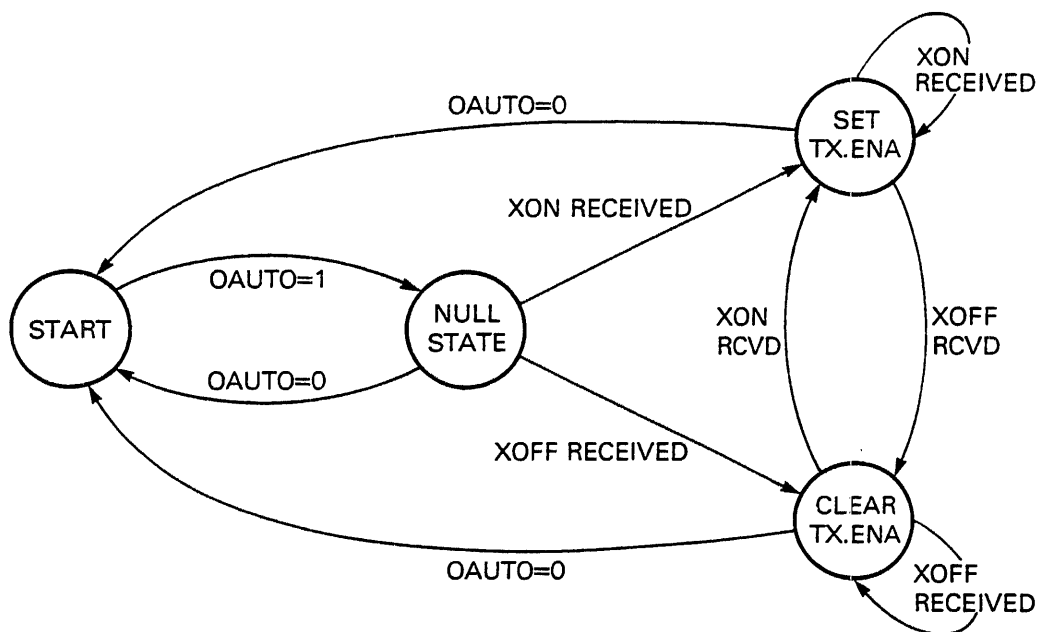 XON
RECEIVED
OAUTO=0
SET
TX.ENA
XON RECEIVED
OAUTO=1
START
NULL
STATE
XON
RCVD
XOFF
RCVD
OAUTO=0
XOFF RECEIVED
CLEAR
TX.ENA
OAUTO=0
XOFF
RECEIVED